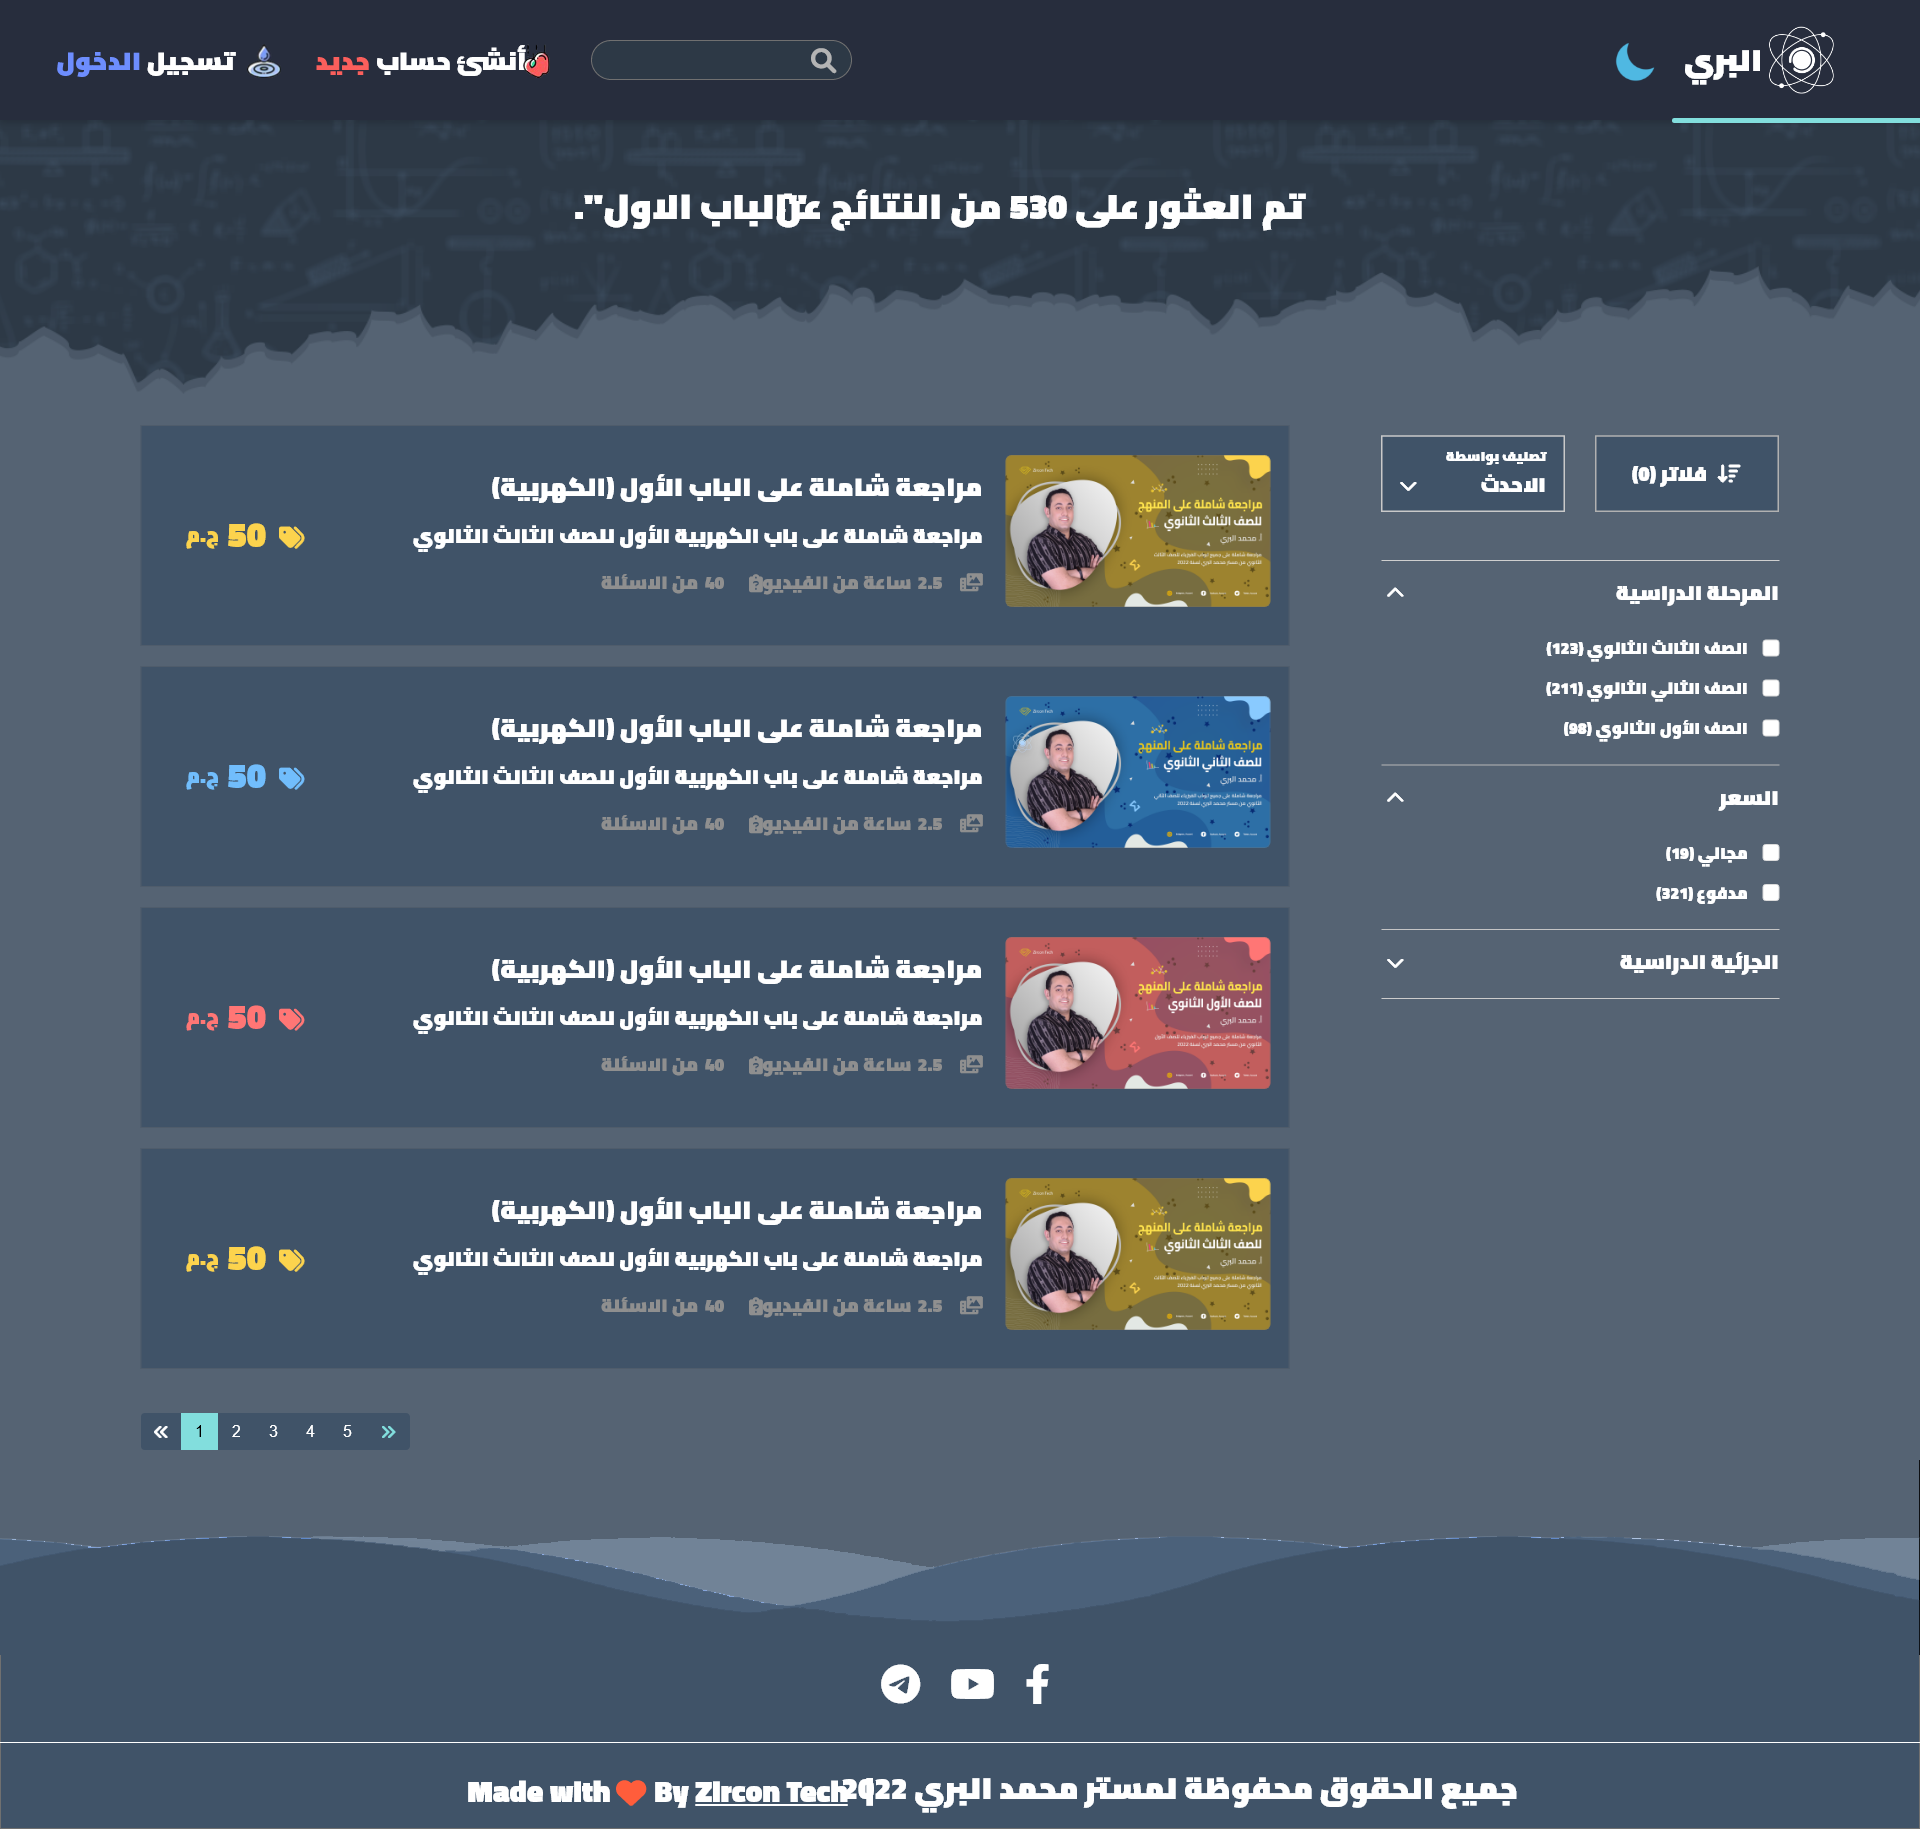 البري
أنشئ حساب جديد
تسجيل الدخول
تم العثور على 530 من النتائج عن "الباب الاول".
فلاتر (0)
تصنيف بواسطة
الاحدث
المرحلة الدراسية
الصف الثالث الثانوي (123)
الصف الثاني الثانوي (211)
الصف الأول الثانوي (98)
السعر
مجاني (19)
مدفوع (321)
الجزئية الدراسية
مراجعة شاملة على المنهج
للصف الثالث الثانوي
أ. محمد البري
مراجعة شاملة على الباب الأول (الكهربية)
مراجعة شاملة على باب الكهربية الأول للصف الثالث الثانوي
2.5 ساعة من الفيديو
40 من الاسئلة
50 ج.م
مراجعة شاملة على المنهج
للصف الثاني الثانوي
أ. محمد البري
مراجعة شاملة على الباب الأول (الكهربية)
مراجعة شاملة على باب الكهربية الأول للصف الثالث الثانوي
2.5 ساعة من الفيديو
40 من الاسئلة
50 ج.م
مراجعة شاملة على المنهج
للصف الأول الثانوي
أ. محمد البري
مراجعة شاملة على الباب الأول (الكهربية)
مراجعة شاملة على باب الكهربية الأول للصف الثالث الثانوي
2.5 ساعة من الفيديو
40 من الاسئلة
50 ج.م
مراجعة شاملة على المنهج
للصف الثالث الثانوي
أ. محمد البري
مراجعة شاملة على الباب الأول (الكهربية)
مراجعة شاملة على باب الكهربية الأول للصف الثالث الثانوي
2.5 ساعة من الفيديو
40 من الاسئلة
50 ج.م
« 1 2 3 4 5 »
جميع الحقوق محفوظة لمستر محمد البري 2022
Made with ❤ By Zircon Tech